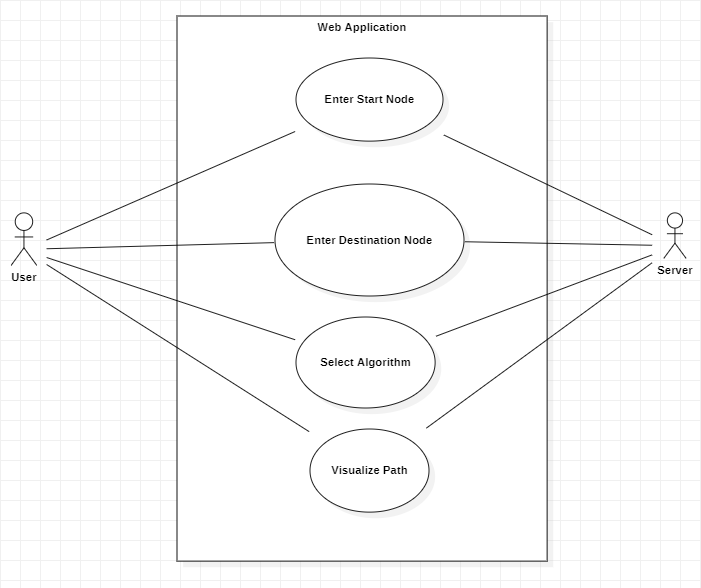 Web Application
Enter Start Node
Enter Destination Node
User
Server
Select Algorithm
Visualize Path